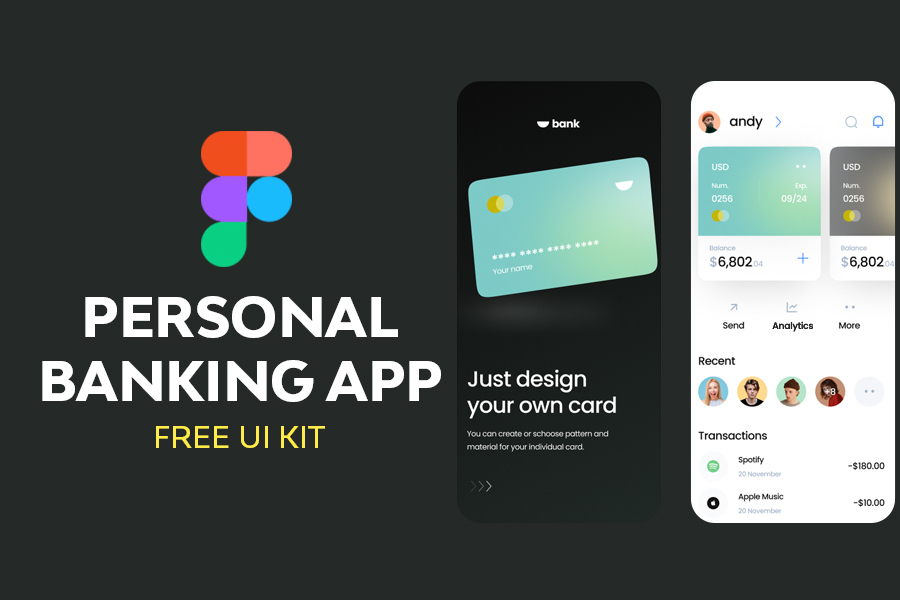 PERSONAL
BANKING APP
FREE UI KIT
bank
**** **** **** ****
Your name
Just design
your own card
You can create or schoose pattern and
material for your individual card.
andy
USD
Num. Exp.
0256 09/24
Balance
$6,802.04
USD
Num.
0256
Balance
$6,802.04
Send Analytics More
Recent
+8
Transactions
Spotify
20 November
-$180.00
Apple Music
20 November
-$10.00